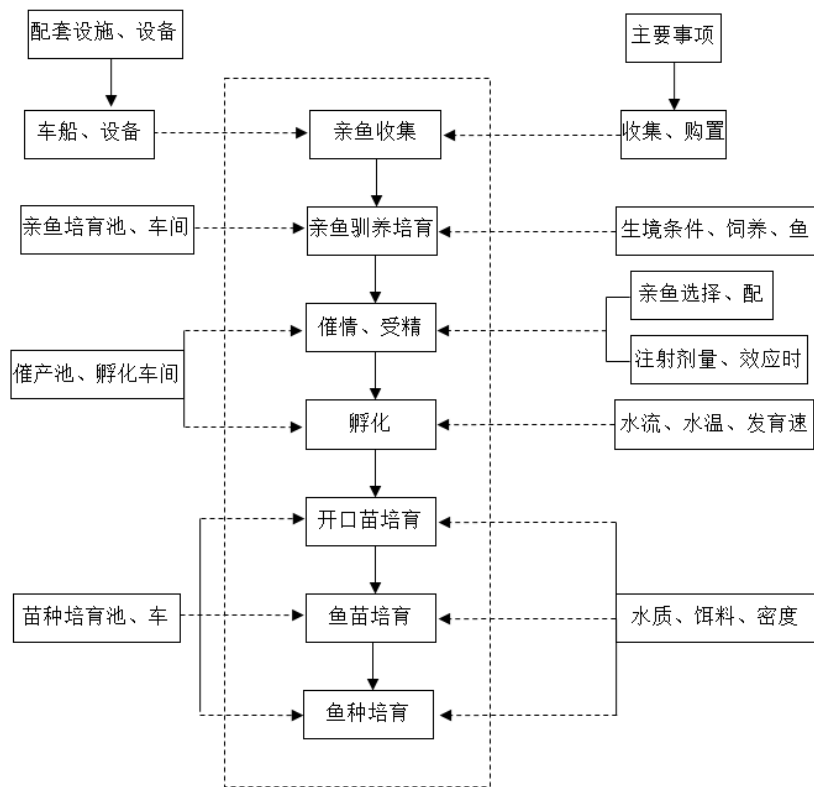 配套设施、设备
主要事项
车船、设备
亲鱼收集
收集、购置
亲鱼培育池、车间
亲鱼驯养培育
生境条件、饲养、鱼
亲鱼选择、配
催情、受精
注射剂量、效应时
催产池、孵化车间
孵化
水流、水温、发育速
开口苗培育
苗种培育池、车
鱼苗培育
水质、饵料、密度
鱼种培育